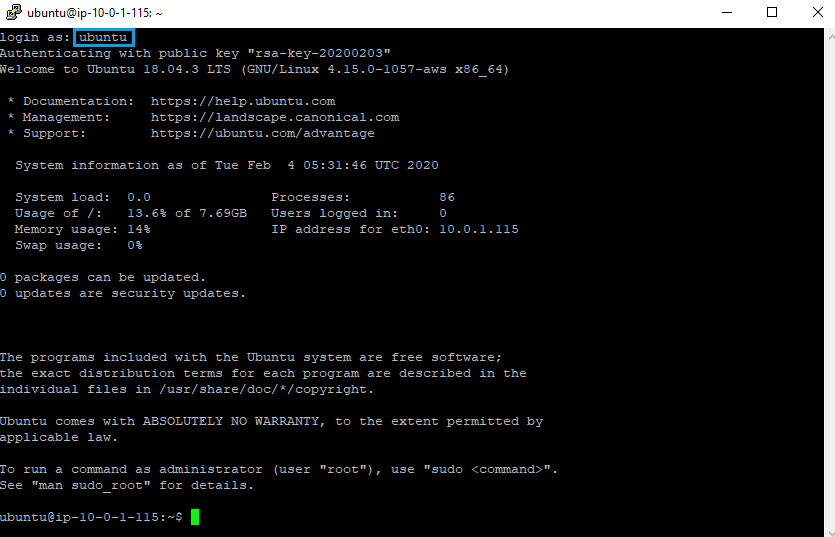 ubuntu@ip-10-0-1-115: ~
login as: ubuntu
Authenticating with public key "rsa-key-20200203"
Welcome to Ubuntu 18.04.3 LTS (GNU/Linux 4.15.0-1057-aws x86_64)

 * Documentation:  https://help.ubuntu.com
 * Management:     https://landscape.canonical.com
 * Support:        https://ubuntu.com/advantage

  System information as of Tue Feb  4 05:31:46 UTC 2020

  System load:  0.0               Processes:           86
  Usage of /:   13.6% of 7.69GB   Users logged in:     0
  Memory usage: 14%               IP address for eth0: 10.0.1.115
  Swap usage:   0%

0 packages can be updated.
0 updates are security updates.

The programs included with the Ubuntu system are free software;
the exact distribution terms for each program are described in the
individual files in /usr/share/doc/*/copyright.

Ubuntu comes with ABSOLUTELY NO WARRANTY, to the extent permitted by
applicable law.

To run a command as administrator (user "root"), use "sudo <command>".
See "man sudo_root" for details.

ubuntu@ip-10-0-1-115:~$